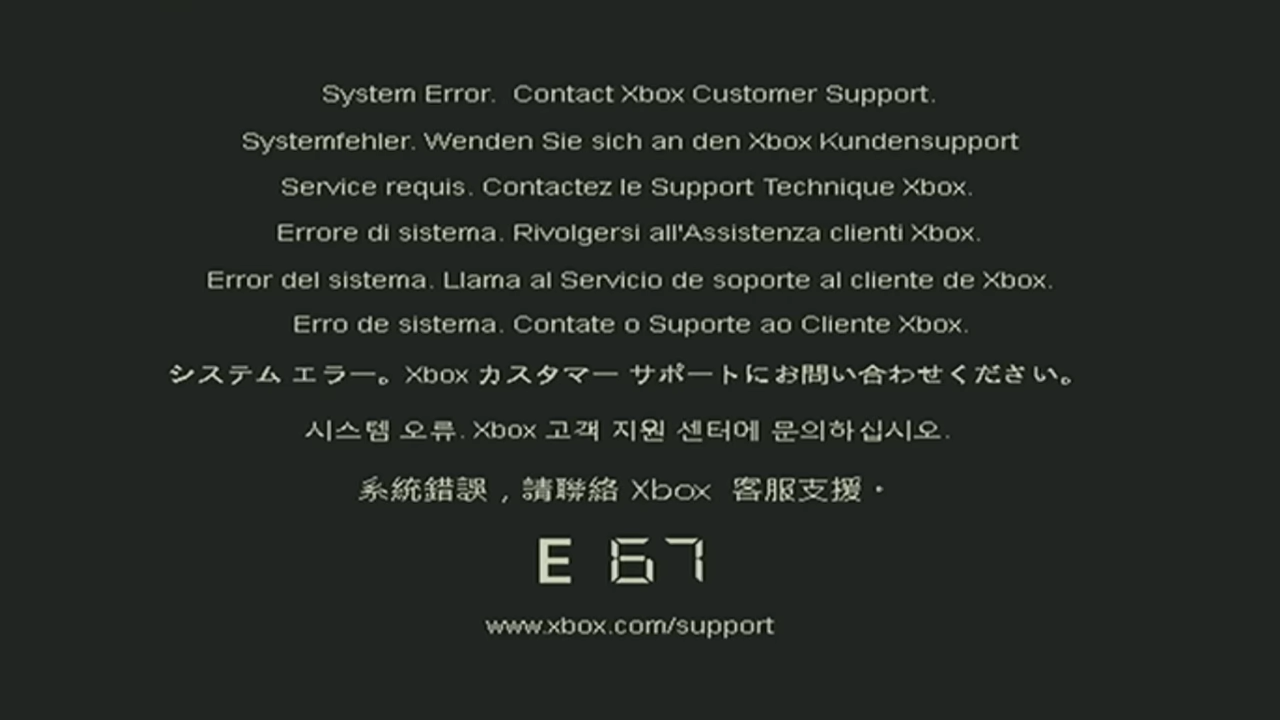 System Error.  Contact Xbox Customer Support.
Systemfehler. Wenden Sie sich an den Xbox Kundensupport
Service requis. Contactez le Support Technique Xbox.
Errore di sistema. Rivolgersi all'Assistenza clienti Xbox.
Error del sistema. Llama al Servicio de soporte al cliente de Xbox.
Erro de sistema. Contate o Suporte ao Cliente Xbox.
システム エラー。Xbox カスタマー サポートにお問い合わせください。
시스템 오류. Xbox 고객 지원 센터에 문의하십시오.
系統錯誤，請聯絡 Xbox 客服支援・
E 67
www.xbox.com/support